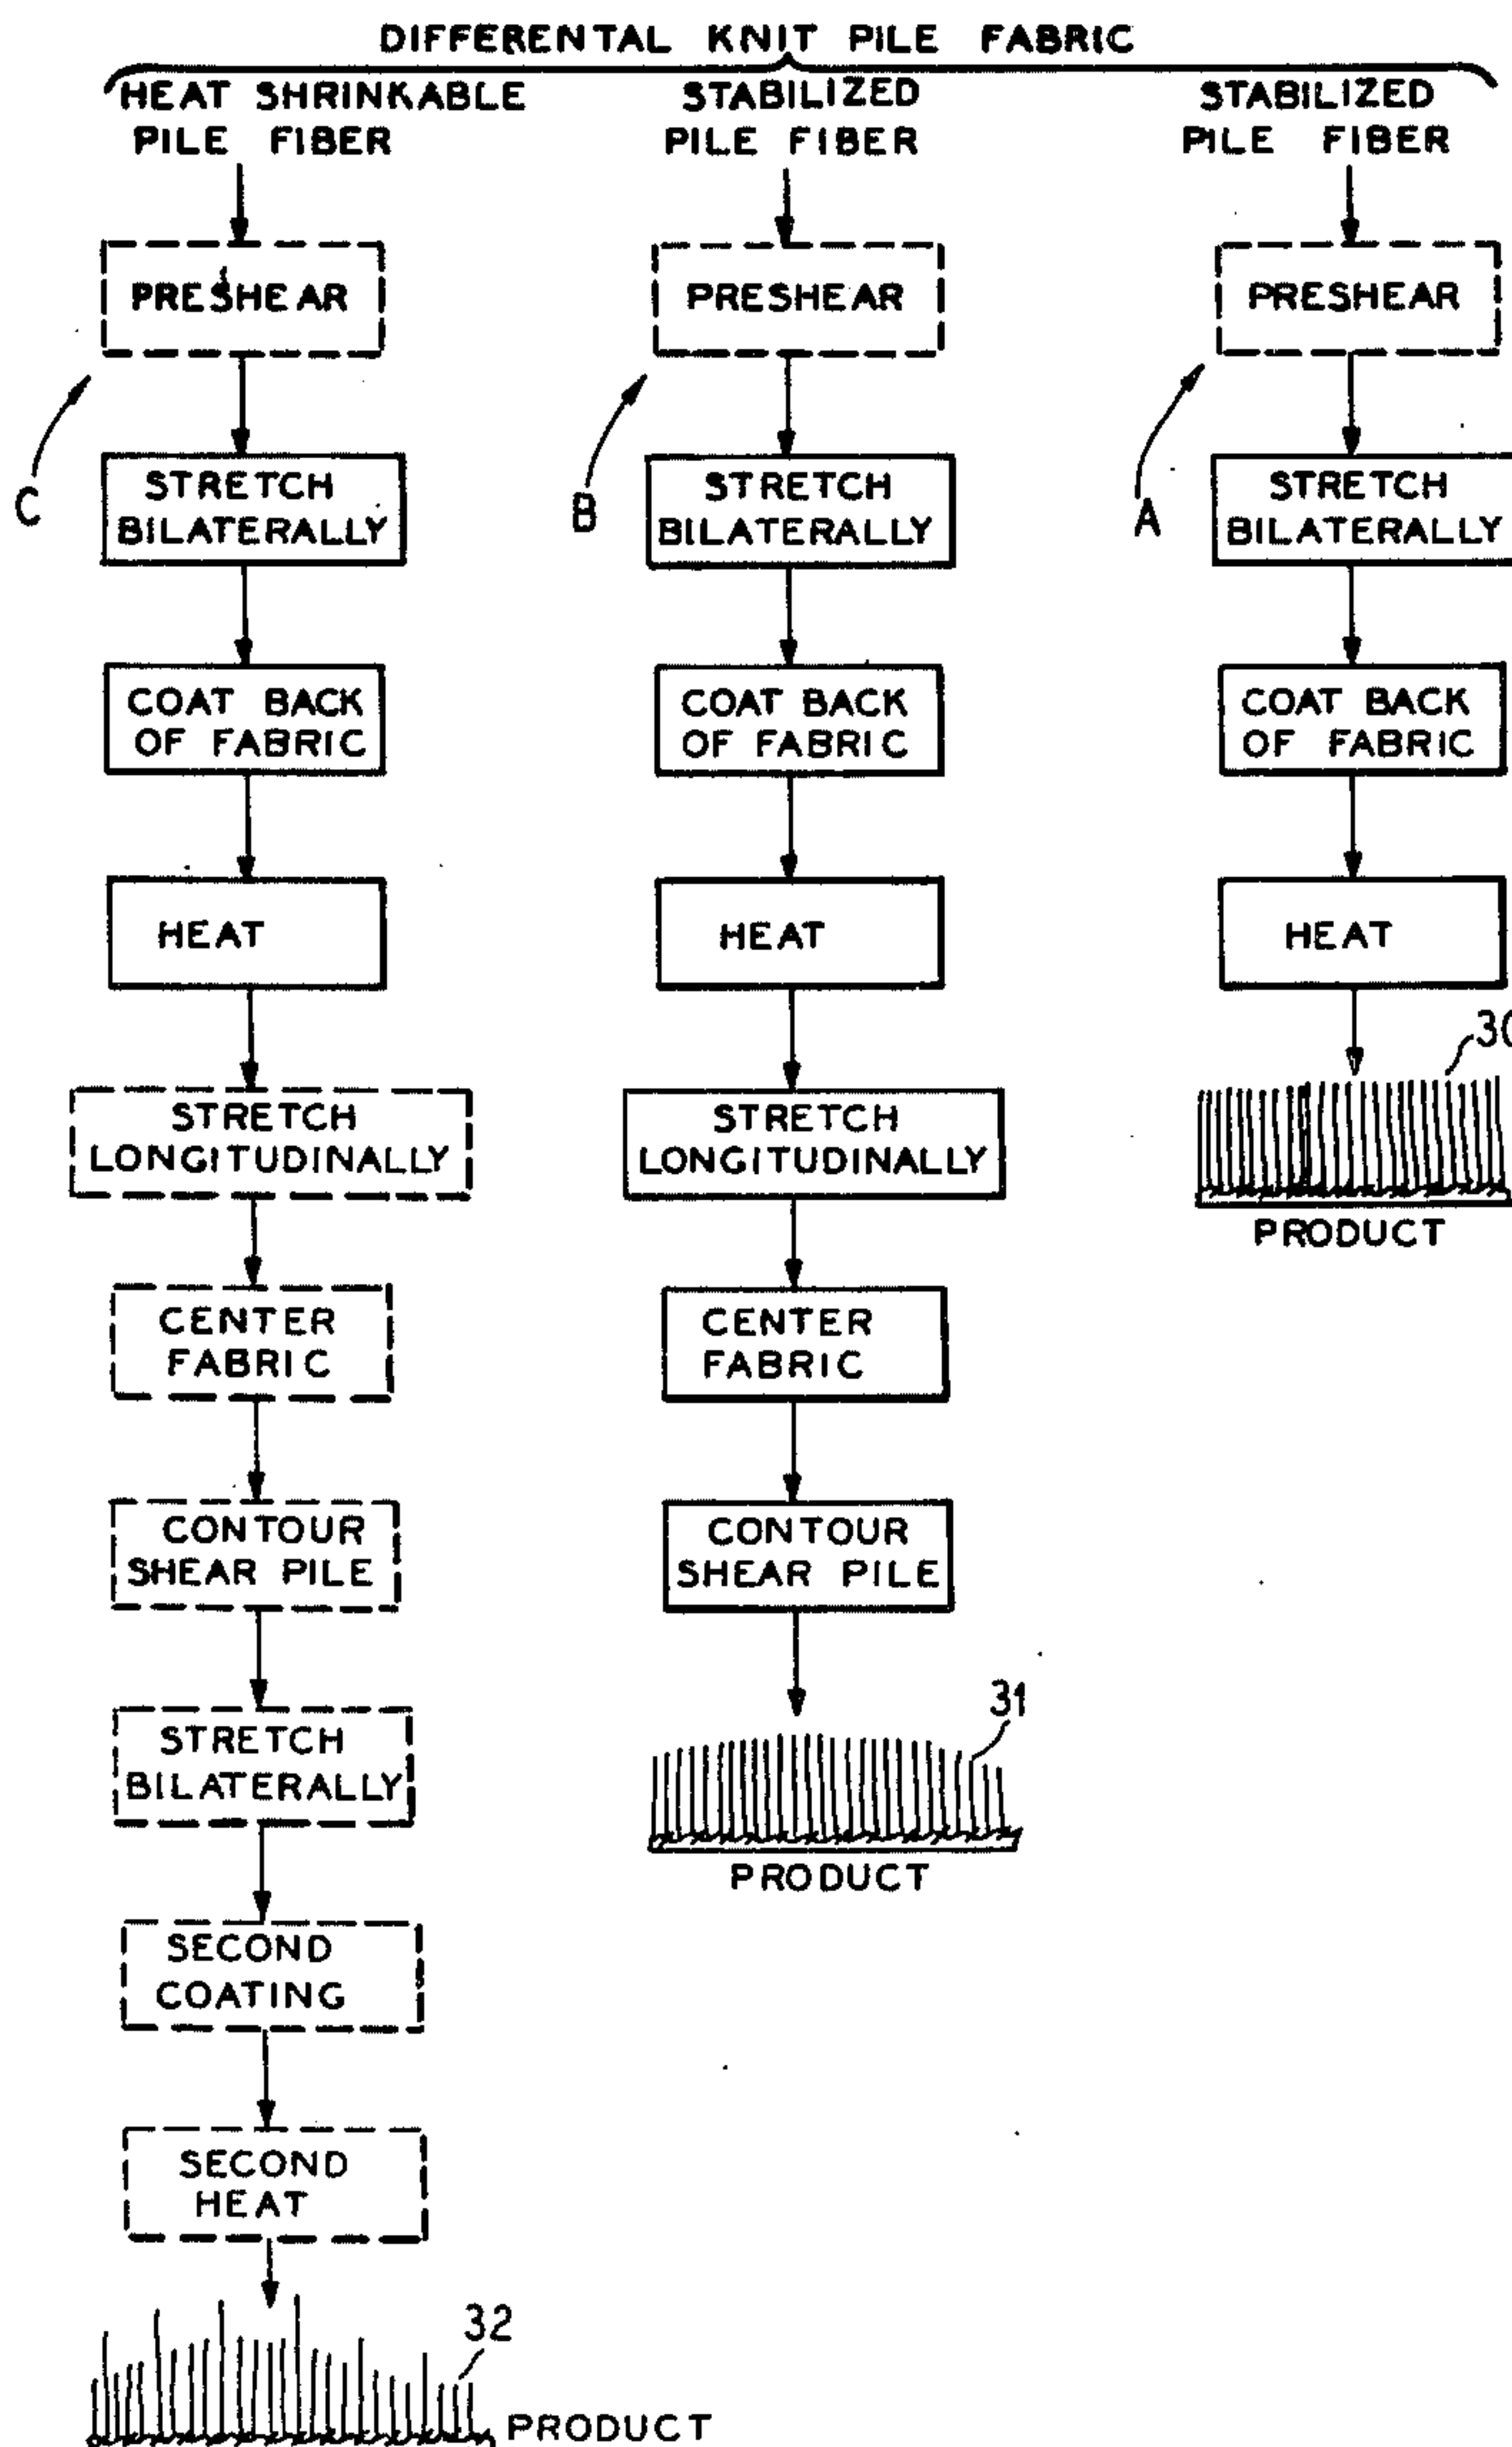 DIFFERENTAL KNIT PILE FABRIC
HEAT SHRINKABLE
PILE FIBER
PRESHEAR
C
STRETCH
BILATERALLY
COAT BACK
OF FABRIC
HEAT
STRETCH
LONGITUDINALLY
CENTER
FABRIC
CONTOUR
SHEAR PILE
STRETCH
BILATERALLY
SECOND
COATING
SECOND
HEAT
32
PRODUCT
STABILIZED
PILE FIBER
PRESHEAR
B
STRETCH
BILATERALLY
COAT BACK
OF FABRIC
HEAT
STRETCH
LONGITUDINALLY
CENTER
FABRIC
CONTOUR
SHEAR PILE
31
PRODUCT
STABILIZED
PILE FIBER
PRESHEAR
A
STRETCH
BILATERALLY
COAT BACK
OF FABRIC
HEAT
30
PRODUCT